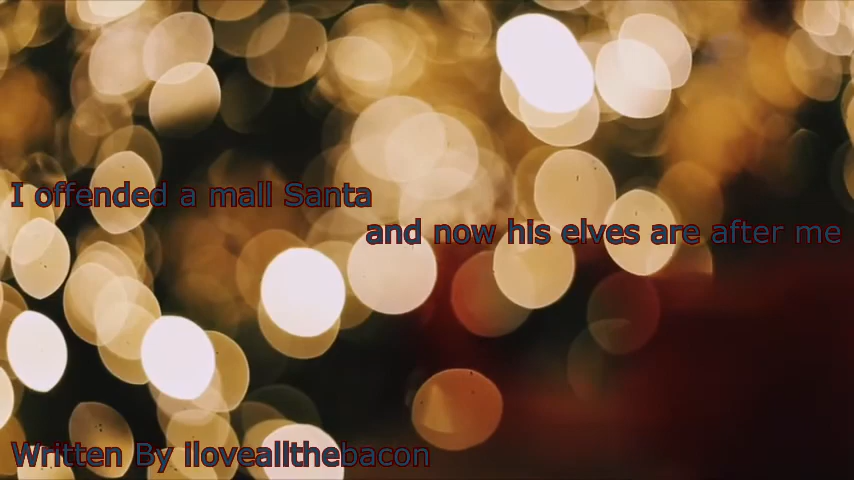 I offended a mall Santa
and now his elves are after me
Written By iloveallthebacon